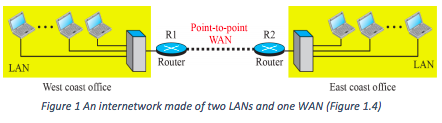 R1
Point-to-point
WAN
R2
Router
Router
LAN
LAN
West coast office
East coast office
Figure 1 An internetwork made of two LANs and one WAN (Figure 1.4)